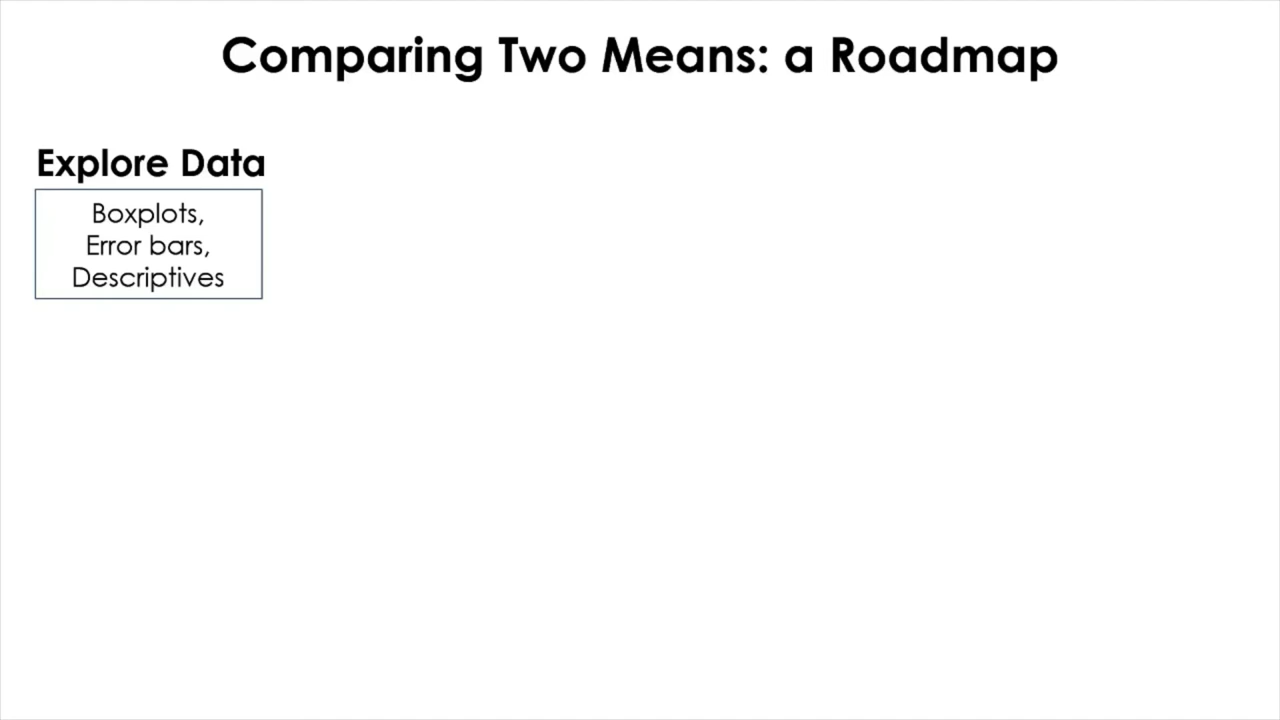 Comparing Two Means: a Roadmap
Explore Data
Boxplots,
Error bars,
Descriptives